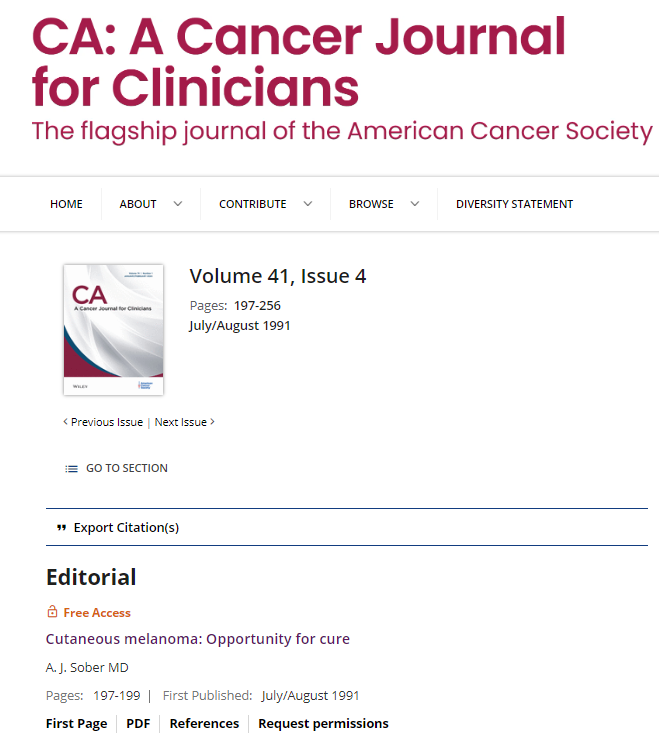 CA: A Cancer Journal
for Clinicians
The flagship journal of the American Cancer Society
HOME
ABOUT
CONTRIBUTE
BROWSE
DIVERSITY STATEMENT
CA
A Cancer Journal for Clinicians
WILEY
Volume 41, Issue 4
Pages: 197-256
July/August 1991
Previous Issue | Next Issue
GO TO SECTION
Export Citation(s)
Editorial
Free Access
Cutaneous melanoma: Opportunity for cure
A. J. Sober MD
Pages: 197-199 | First Published: July/August 1991
First Page
PDF
References
Request permissions